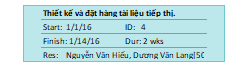 Thiết kế và đặt hàng tài liệu tiếp thị.
Start: 1/1/16 ID: 4
Finish: 1/14/16 Dur: 2 wks
Res: Nguyễn Văn Hiếu, Dương Văn Lang[50